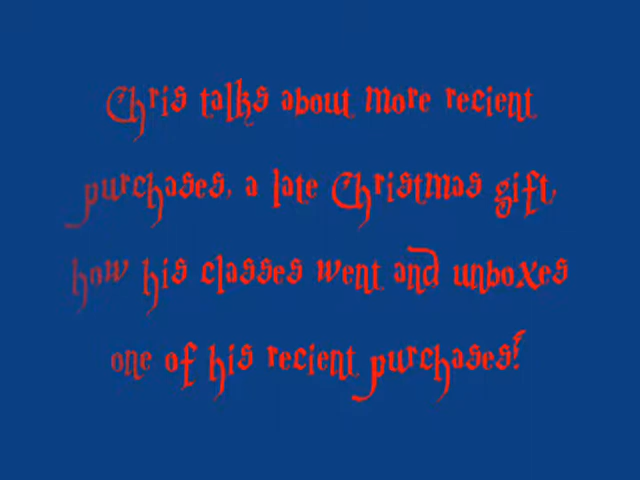 Chris talks about more recient
purchases, a late Christmas gift,
how his classes went and unboxes
one of his recient purchases!